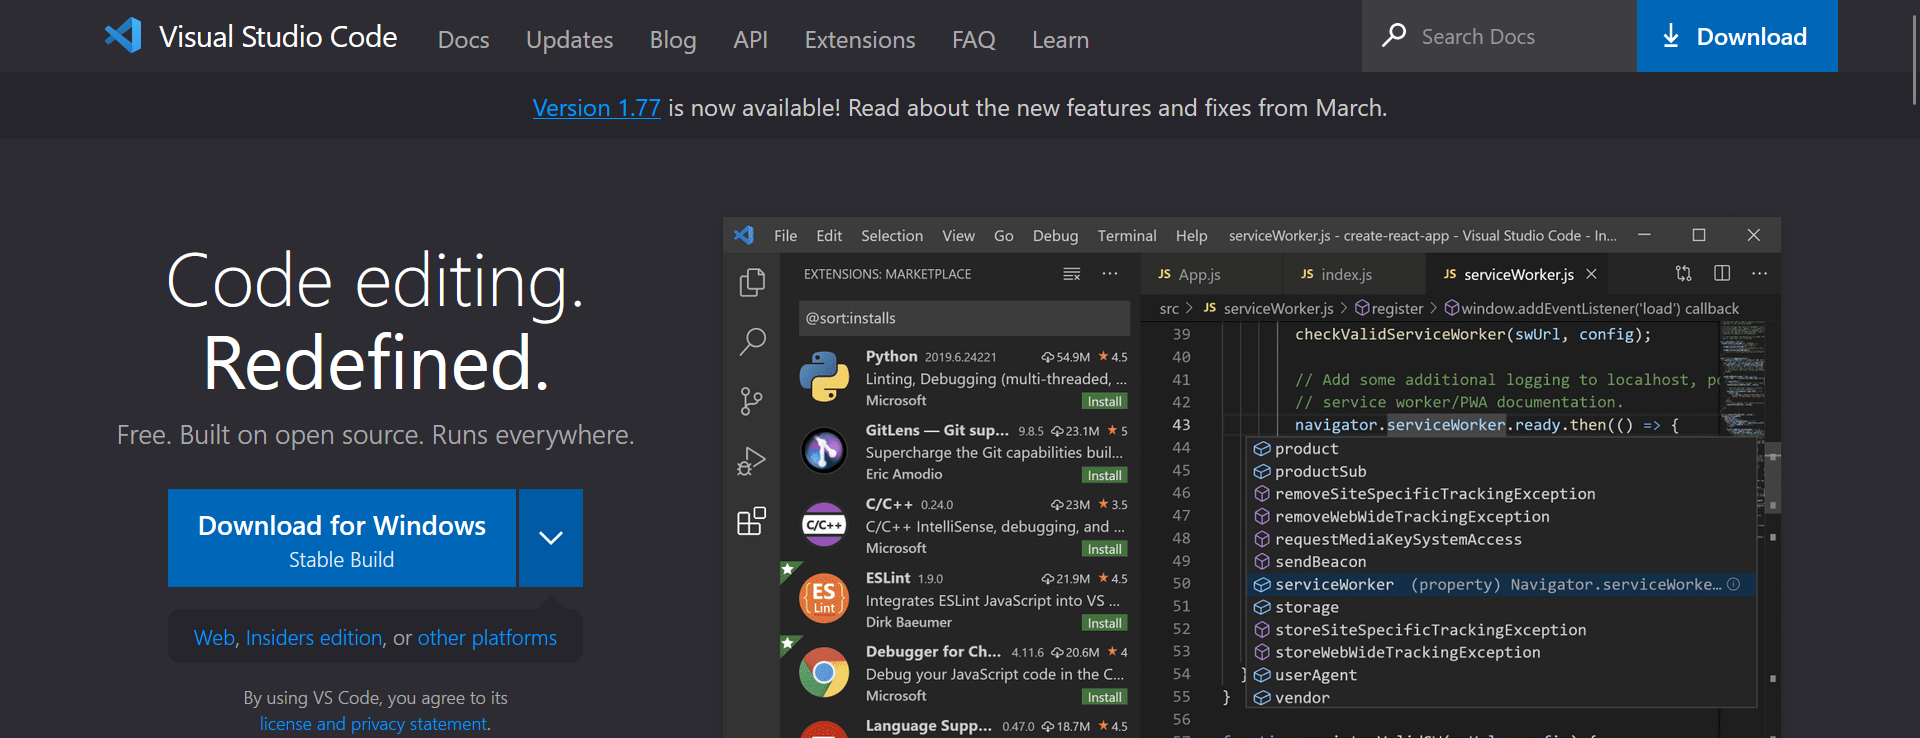 Visual Studio Code Docs Updates Blog API Extensions FAQ Learn Search Docs Download
Version 1.77 is now available! Read about the new features and fixes from March.
Code editing.
Redefined.
Free. Built on open source. Runs everywhere.
Download for Windows
Stable Build
Web, Insiders edition, or other platforms
By using VS Code, you agree to its
license and privacy statement.
File Edit Selection View Go Debug Terminal Help serviceWorker.js - create-react-app - Visual Studio Code - In...
EXTENSIONS: MARKETPLACE
@sort:installs
Python 2019.6.24221 54.9M 4.5
Linting, Debugging (multi-threaded, ...
Microsoft Install
GitLens — Git sup... 9.8.5 23.1M 5
Supercharge the Git capabilities buil...
Eric Amodio Install
C/C++
C/C++ 0.24.0 23M 3.5
C/C++ IntelliSense, debugging, and ...
Microsoft Install
ES
Lint
ESLint 1.9.0 21.9M 4.5
Integrates ESLint JavaScript into VS ...
Dirk Baeumer Install
Debugger for Ch... 4.11.6 20.6M 4
Debug your JavaScript code in the C...
Microsoft Install
Language Supp... 0.47.0 18.7M 4.5
JS App.js JS index.js JS serviceWorker.js
src > JS serviceWorker.js > register > window.addEventListener('load') callback
39 checkValidServiceWorker(swUrl, config);
40
41 // Add some additional logging to localhost, po
42 // service worker/PWA documentation.
43 navigator.serviceWorker.ready.then(() => {
44 product
45 productSub
46 removeSiteSpecificTrackingException
47 removeWebWideTrackingException
48 requestMediaKeySystemAccess
49 sendBeacon
50 serviceWorker (property) Navigator.serviceWorke...
51 storage
52 storeSiteSpecificTrackingException
53 storeWebWideTrackingException
54 } userAgent
55 } vendor
56